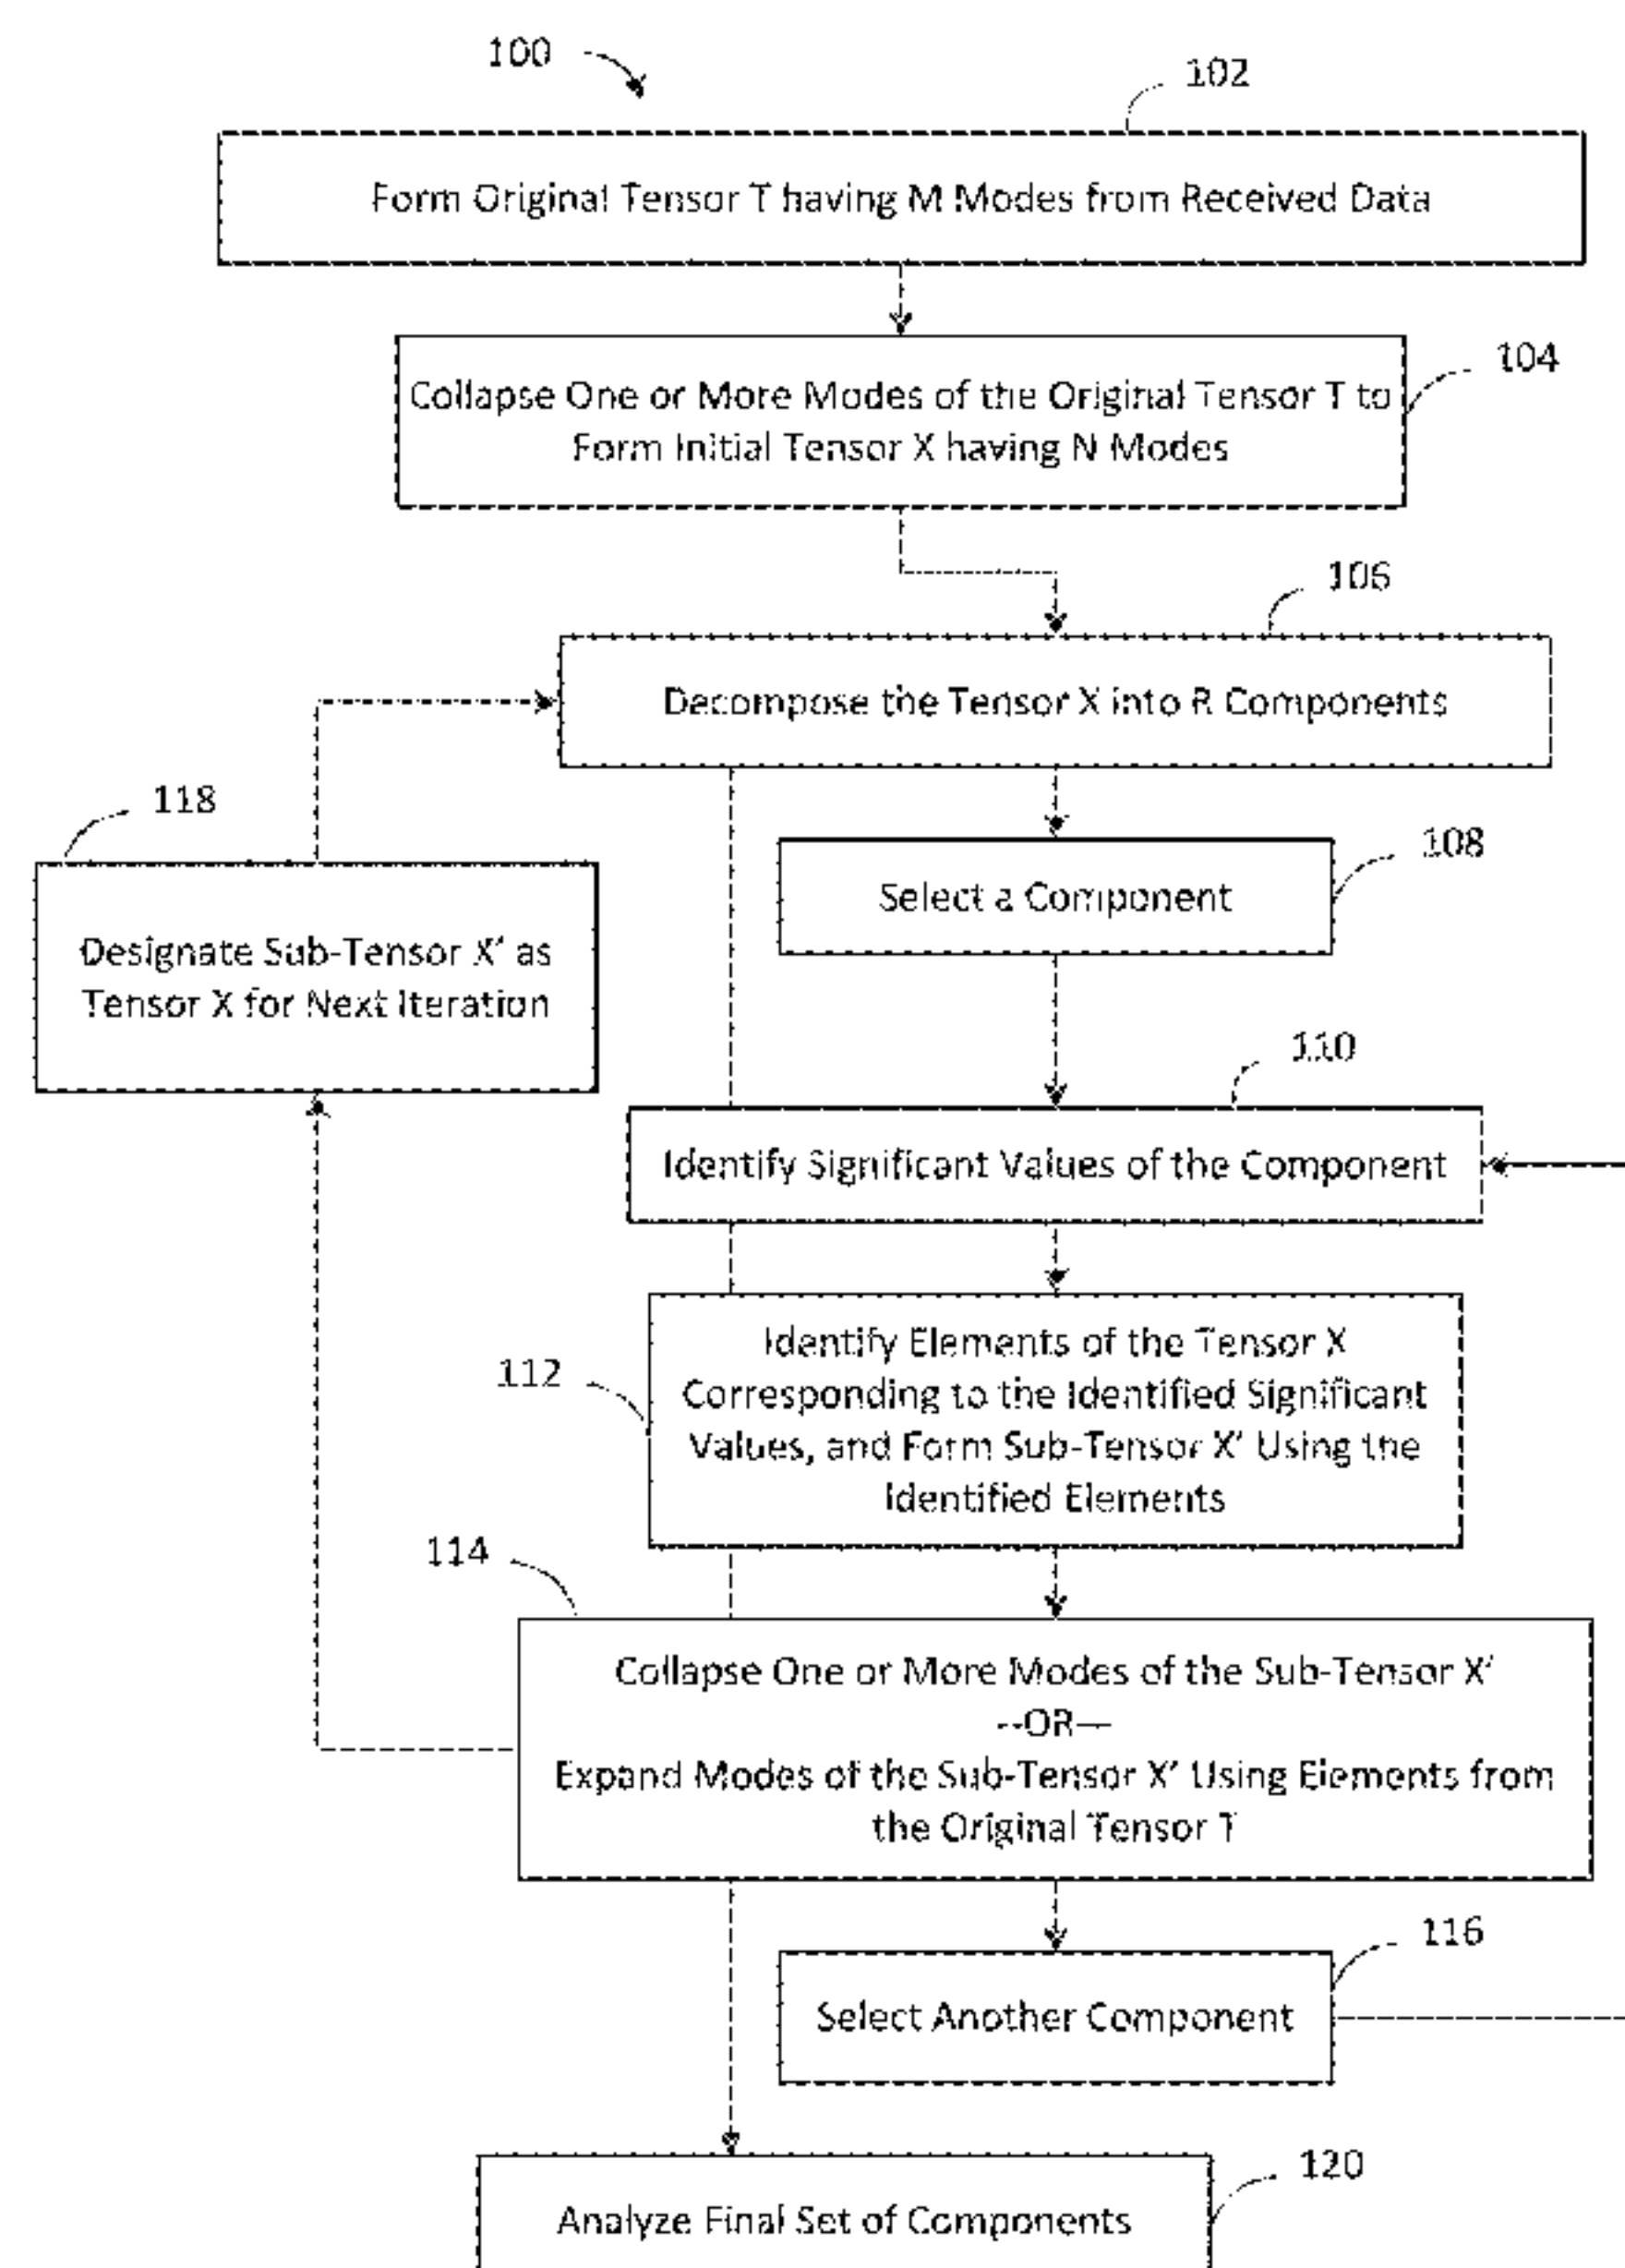 100
102
Form Original Tensor T having M Modes from Received Data
104
Collapse One or More Modes of the Original Tensor T to
Form Initial Tensor X having N Modes
106
Decompose the Tensor X into R Components
118
108
Select a Component
Designate Sub-Tensor X' as
Tensor X for Next Iteration
110
Identify Significant Values of the Component
112
Identify Elements of the Tensor X
Corresponding to the Identified Significant
Values, and Form Sub-Tensor X' Using the
Identified Elements
114
Collapse One or More Modes of the Sub-Tensor X'
--OR—
Expand Modes of the Sub-Tensor X' Using Elements from
the Original Tensor T
116
Select Another Component
120
Analyze Final Set of Components